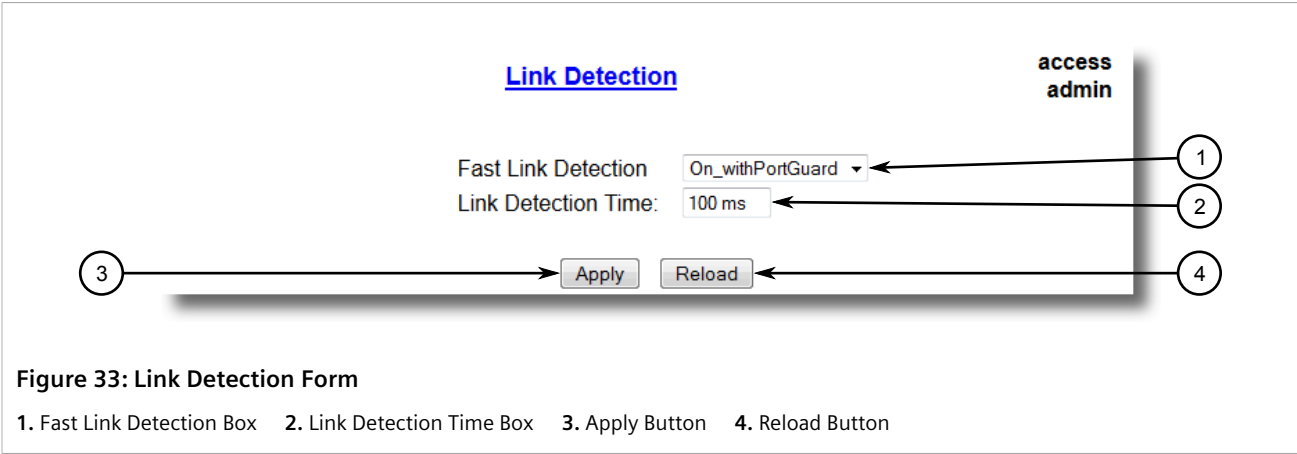 Link Detection
access
admin
Fast Link Detection On_withPortGuard
1
Link Detection Time: 100 ms
2
3
Apply Reload
4
Figure 33: Link Detection Form
1. Fast Link Detection Box 2. Link Detection Time Box 3. Apply Button 4. Reload Button